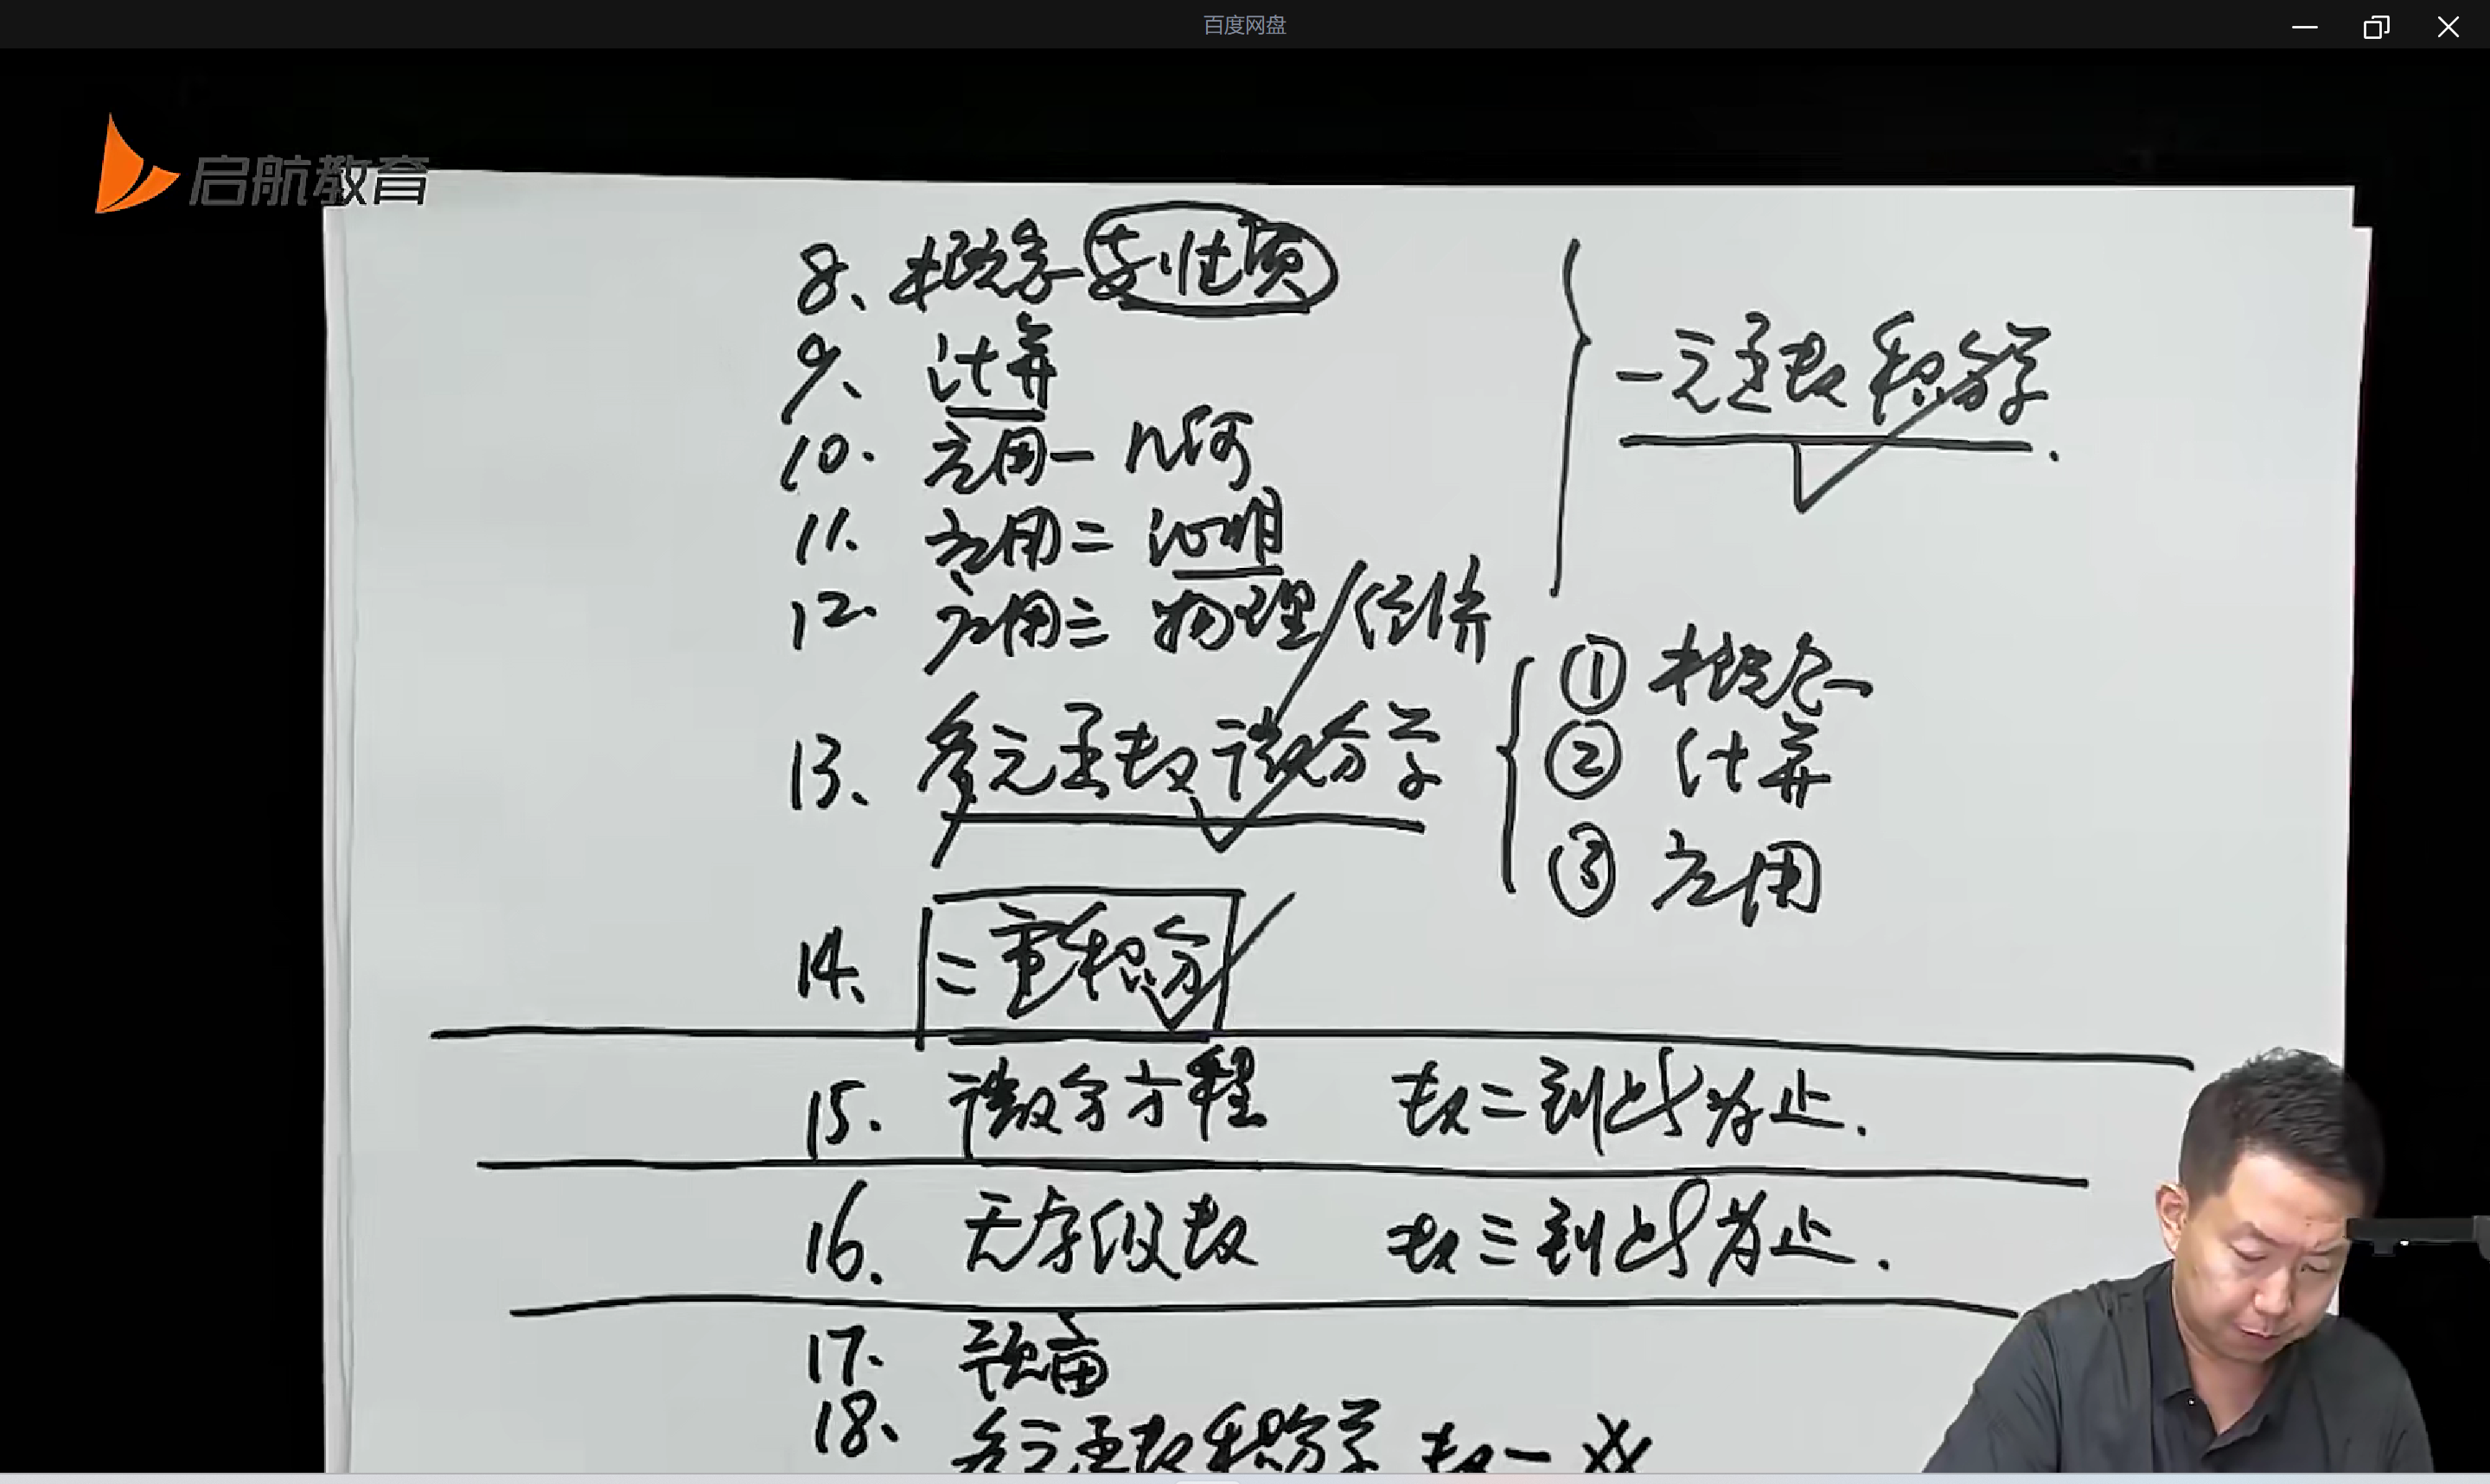 百度网盘
启航教育
8、概念与性质
9、计算
10. 应用一 几何
11. 应用二 证明
12. 应用三 物理/经济
一元函数积分学.
13、多元函数微分学
① 概念
② 计算
③ 应用
14、二重积分
15. 微分方程 数二到此为止.
16. 无穷级数 数三到此为止.
17. 预备
18、多元函数积分学 数一